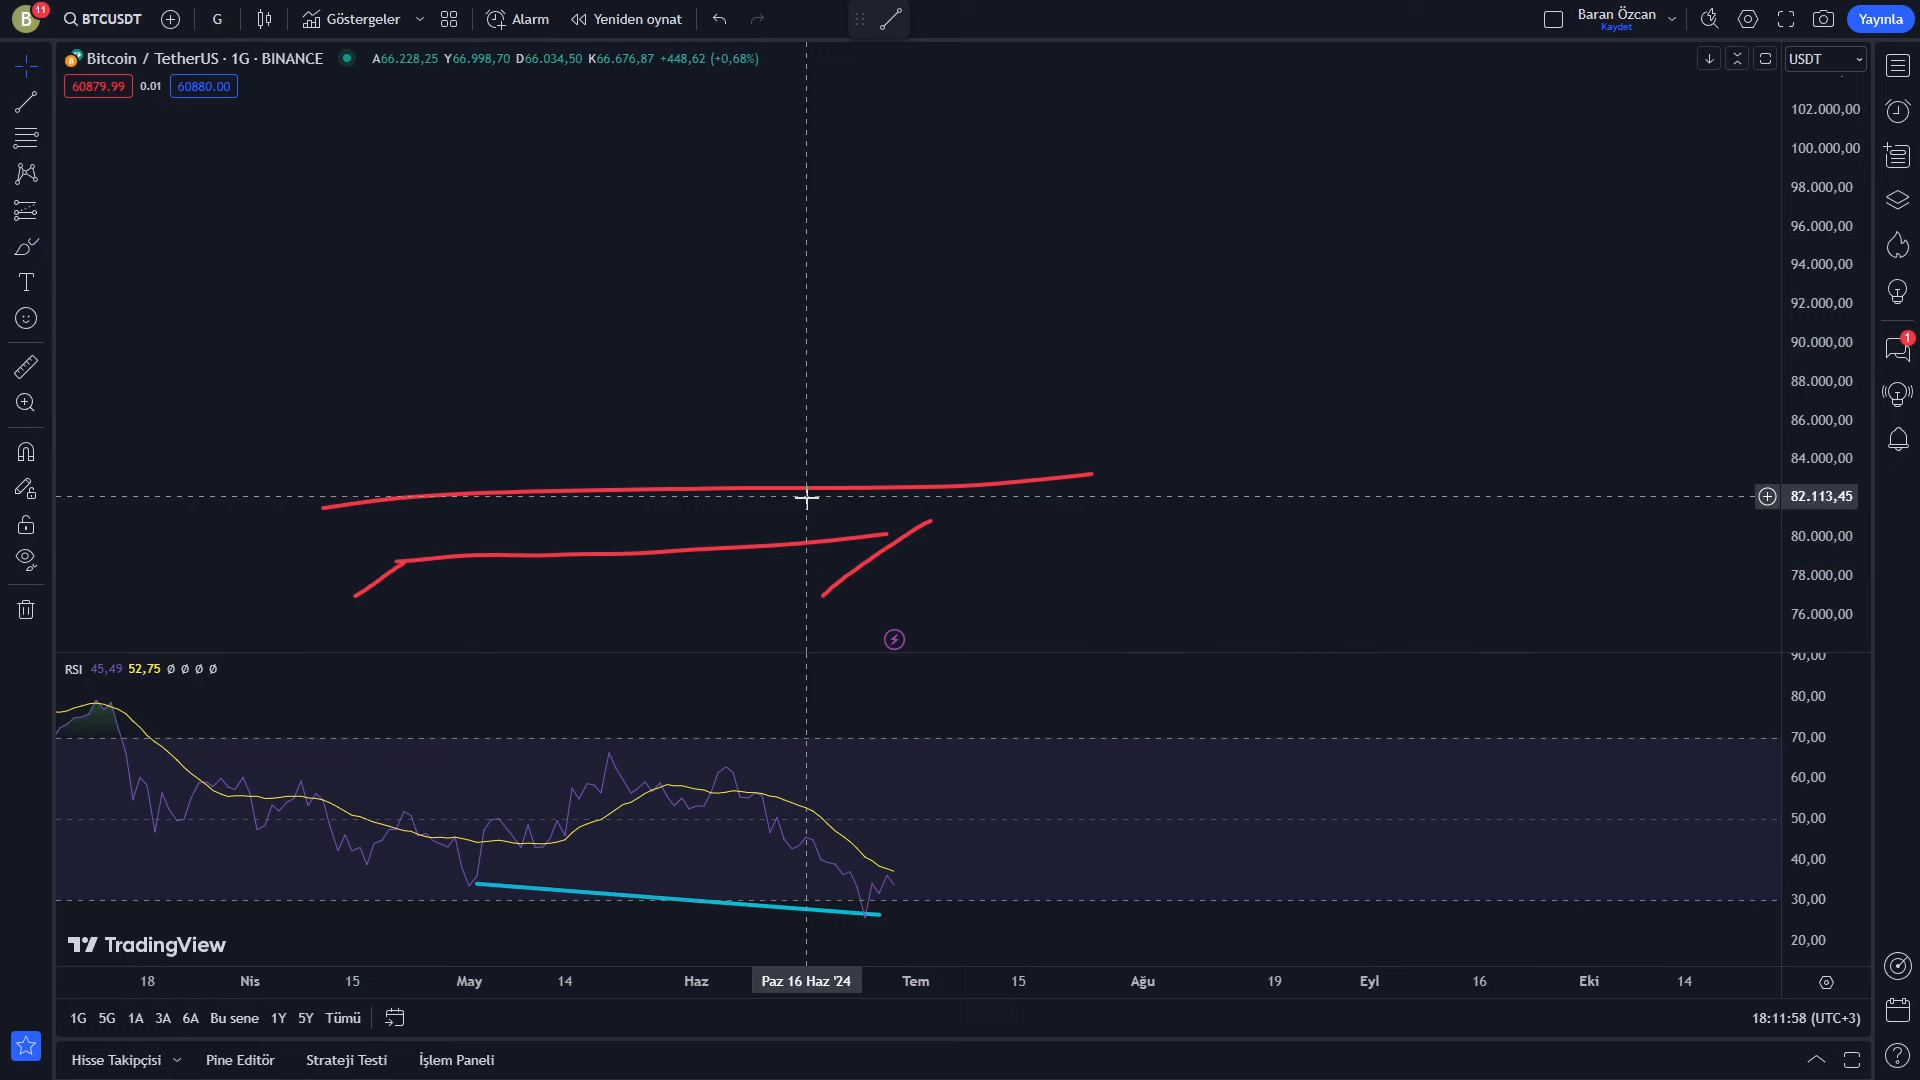 B 11 BTCUSDT G Göstergeler Alarm Yeniden oynat Baran Özcan Kaydet Yayınla
Bitcoin / TetherUS · 1G · BINANCE A66.228,25 Y66.998,70 D66.034,50 K66.676,87 +448,62 (+0,68%) USDT
60879.99 0.01 60880.00
102.000,00
100.000,00
98.000,00
96.000,00
94.000,00
92.000,00
90.000,00
1
88.000,00
86.000,00
84.000,00
82.113,45
80.000,00
78.000,00
76.000,00
90,00
RSI 45,49 52,75 Ø Ø Ø Ø
80,00
70,00
60,00
50,00
40,00
30,00
20,00
TradingView
18 Nis 15 May 14 Haz Paz 16 Haz '24 Tem 15 Ağu 19 Eyl 16 Eki 14
1G 5G 1A 3A 6A Bu sene 1Y 5Y Tümü 18:11:58 (UTC+3)
Hisse Takipçisi Pine Editör Strateji Testi İşlem Paneli